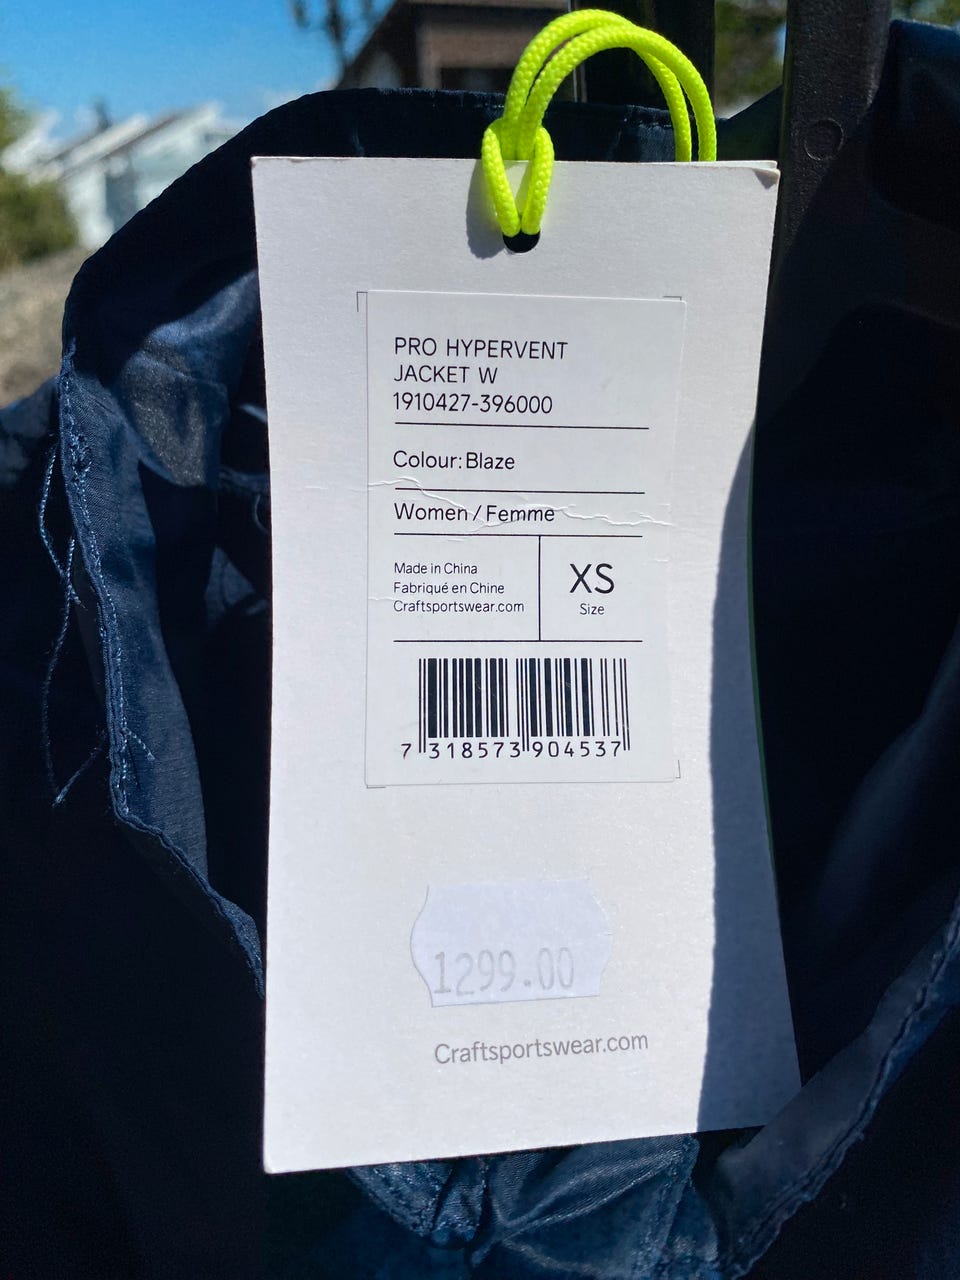 PRO HYPERVENT
JACKET W
1910427-396000
Colour: Blaze
Women / Femme
Made in China
Fabriqué en Chine
Craftsportswear.com
XS
Size
7 318573 904537
1299.00
Craftsportswear.com